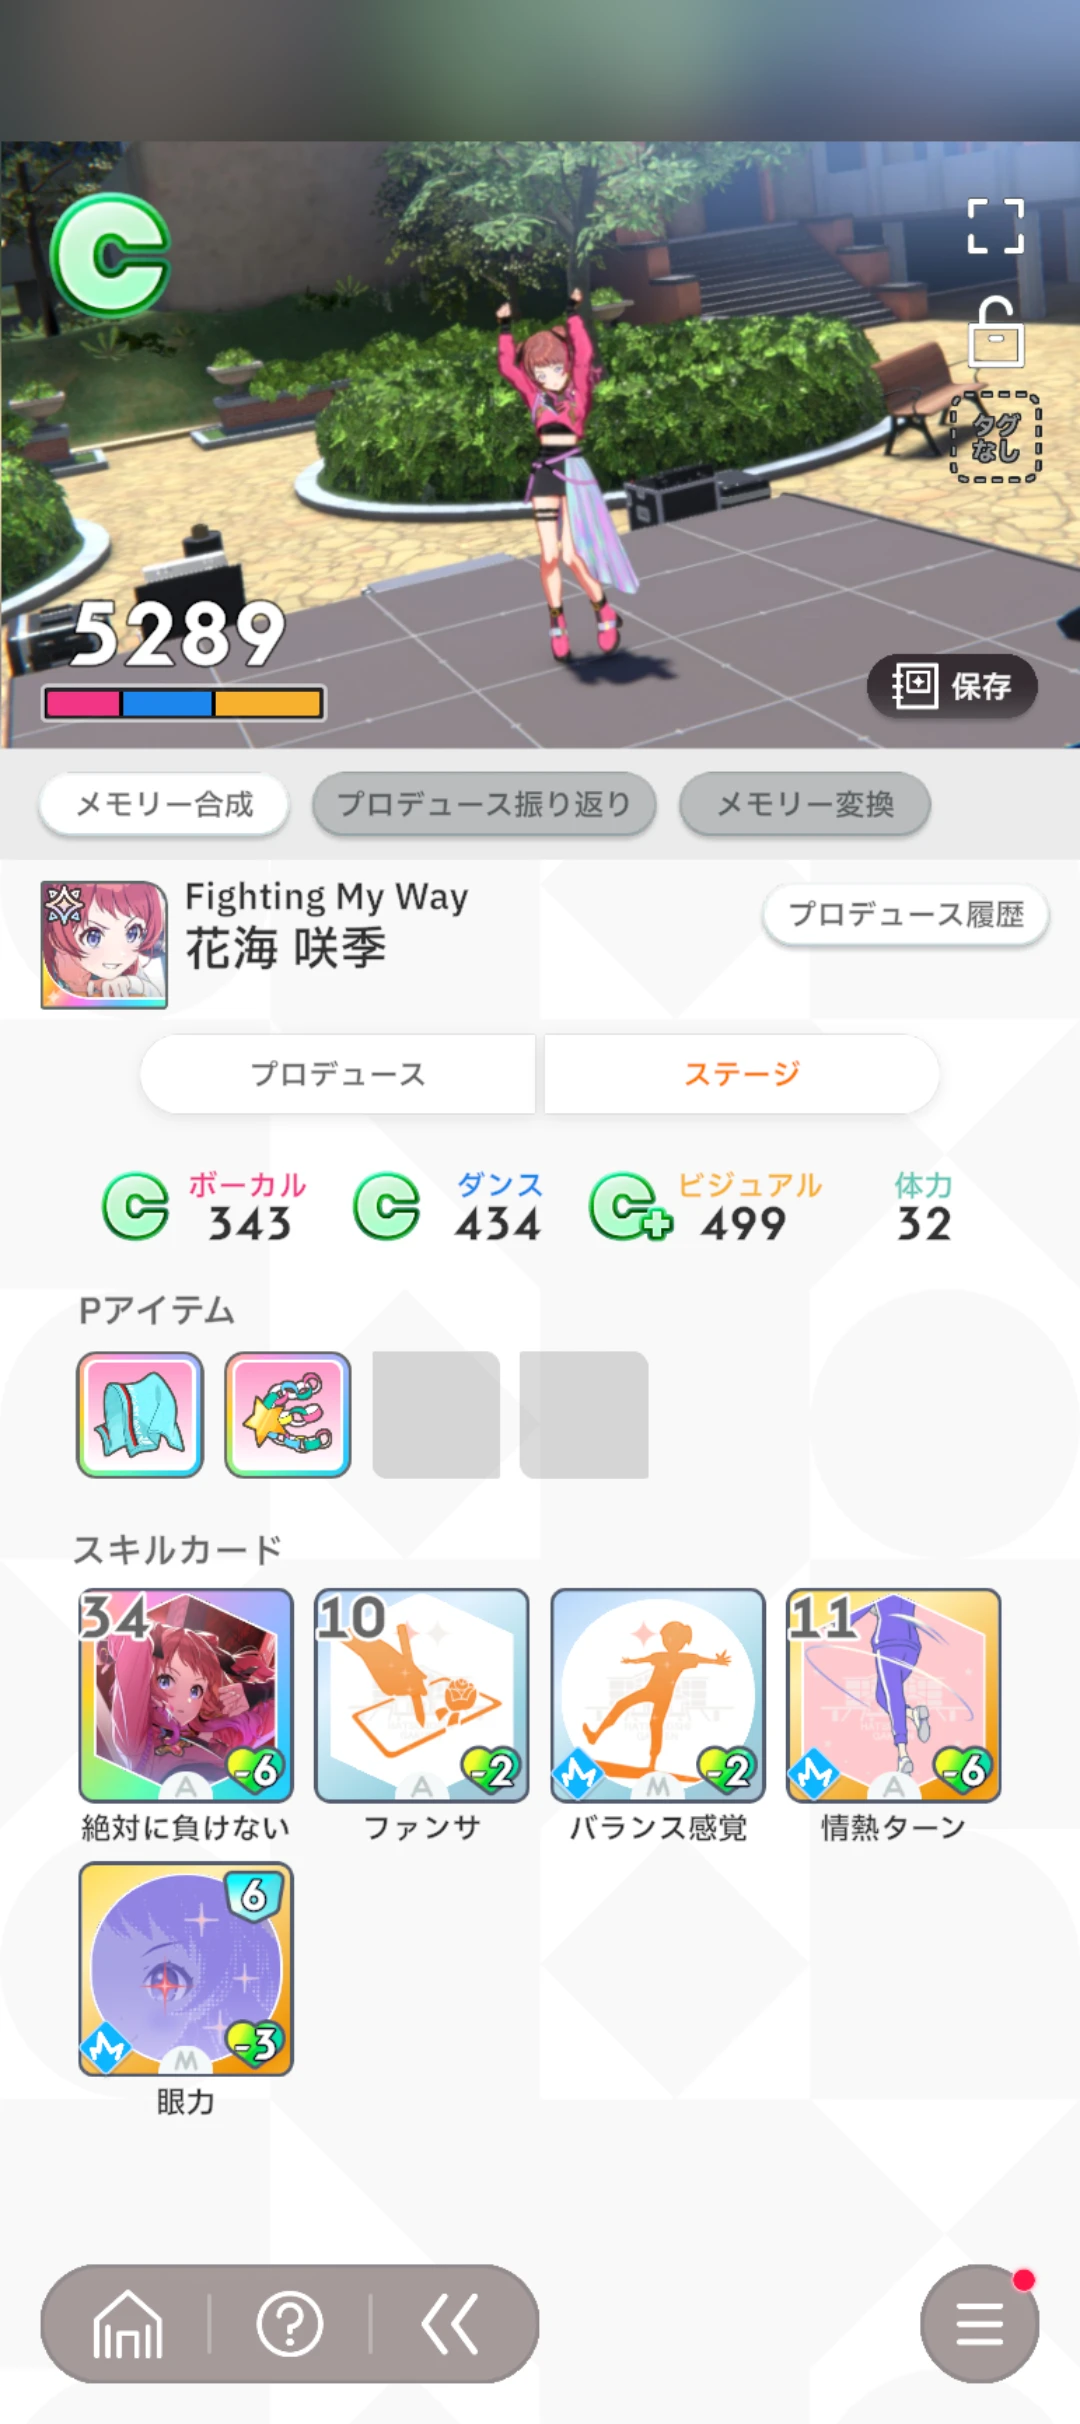 C
タグ
なし
5289
保存
メモリー合成
プロデュース振り返り
メモリー変換
Fighting My Way
花海 咲季
プロデュース履歴
プロデュース
ステージ
C ボーカル 343
C ダンス 434
C+ ビジュアル 499
体力 32
Pアイテム
スキルカード
34 A -6
10 A -2
M -2
11 A -6
絶対に負けない
ファンサ
バランス感覚
情熱ターン
6 M -3
眼力